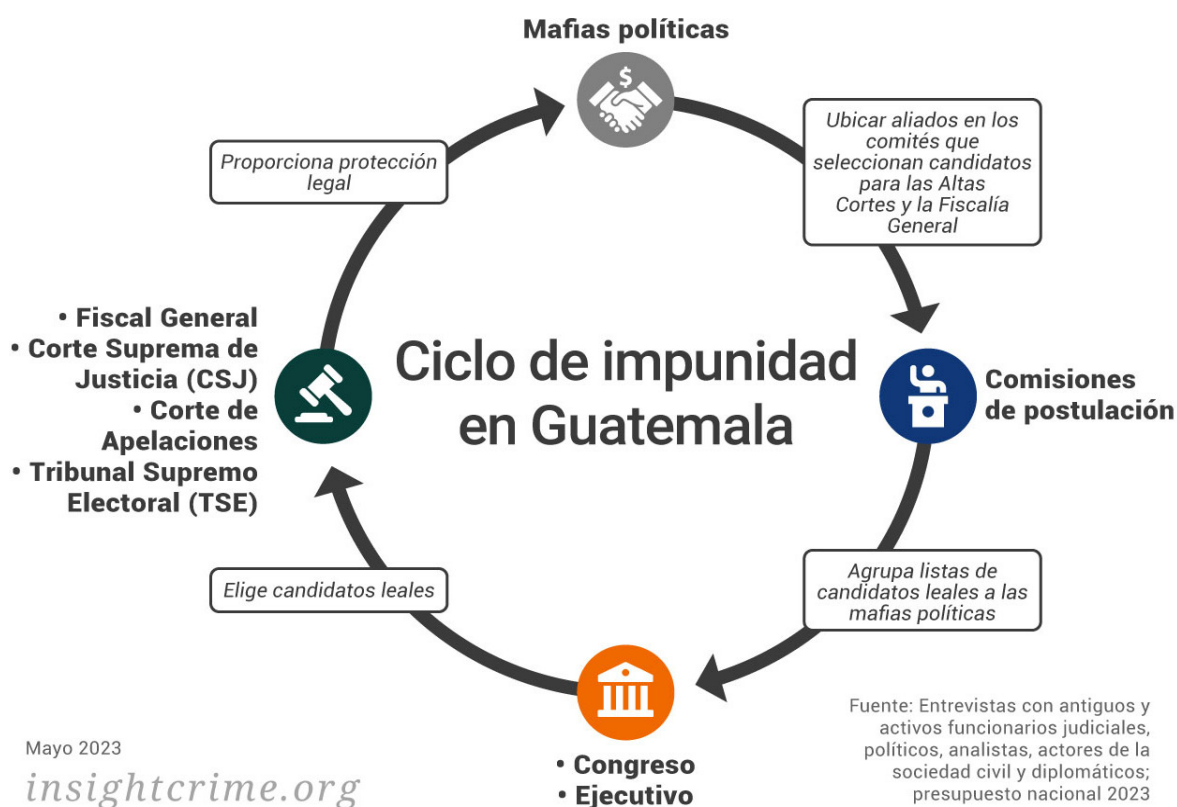 Mafias políticas
$
Ubicar aliados en los
comités que
seleccionan candidatos
para las Altas
Cortes y la Fiscalía
General
Proporciona protección
legal
• Fiscal General
• Corte Suprema de
Justicia (CSJ)
• Corte de
Apelaciones
• Tribunal Supremo
Electoral (TSE)
Ciclo de impunidad
en Guatemala
Comisiones
de postulación
Elige candidatos leales
Agrupa listas de
candidatos leales a las
mafias políticas
• Congreso
• Ejecutivo
Mayo 2023
insightcrime.org
Fuente: Entrevistas con antiguos y
activos funcionarios judiciales,
políticos, analistas, actores de la
sociedad civil y diplomáticos;
presupuesto nacional 2023